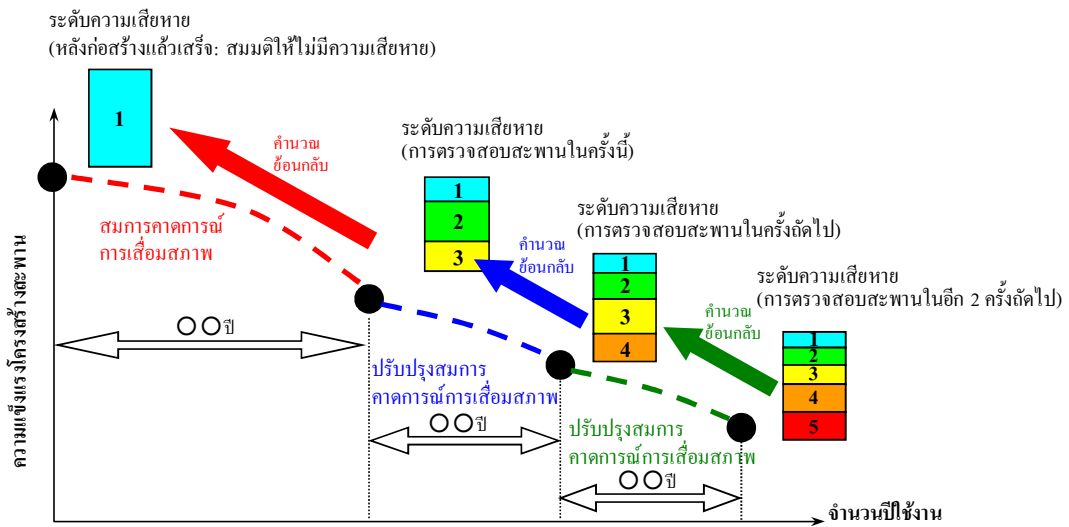 ระดับความเสียหาย
(หลังก่อสร้างแล้วเสร็จ: สมมติให้ไม่มีความเสียหาย)
1
คำนวณ
ย้อนกลับ
ระดับความเสียหาย
(การตรวจสอบสะพานในครั้งนี้)
1
2
3
สมการคาดการณ์
การเสื่อมสภาพ
คำนวณ
ย้อนกลับ
ระดับความเสียหาย
(การตรวจสอบสะพานในครั้งถัดไป)
1
2
3
4
คำนวณ
ย้อนกลับ
ระดับความเสียหาย
(การตรวจสอบสะพานในอีก 2 ครั้งถัดไป)
1
2
3
4
5
ความแข็งแรงโครงสร้างสะพาน
○○ปี
ปรับปรุงสมการ
คาดการณ์การเสื่อมสภาพ
○○ปี
ปรับปรุงสมการ
คาดการณ์การเสื่อมสภาพ
○○ปี
จำนวนปีใช้งาน